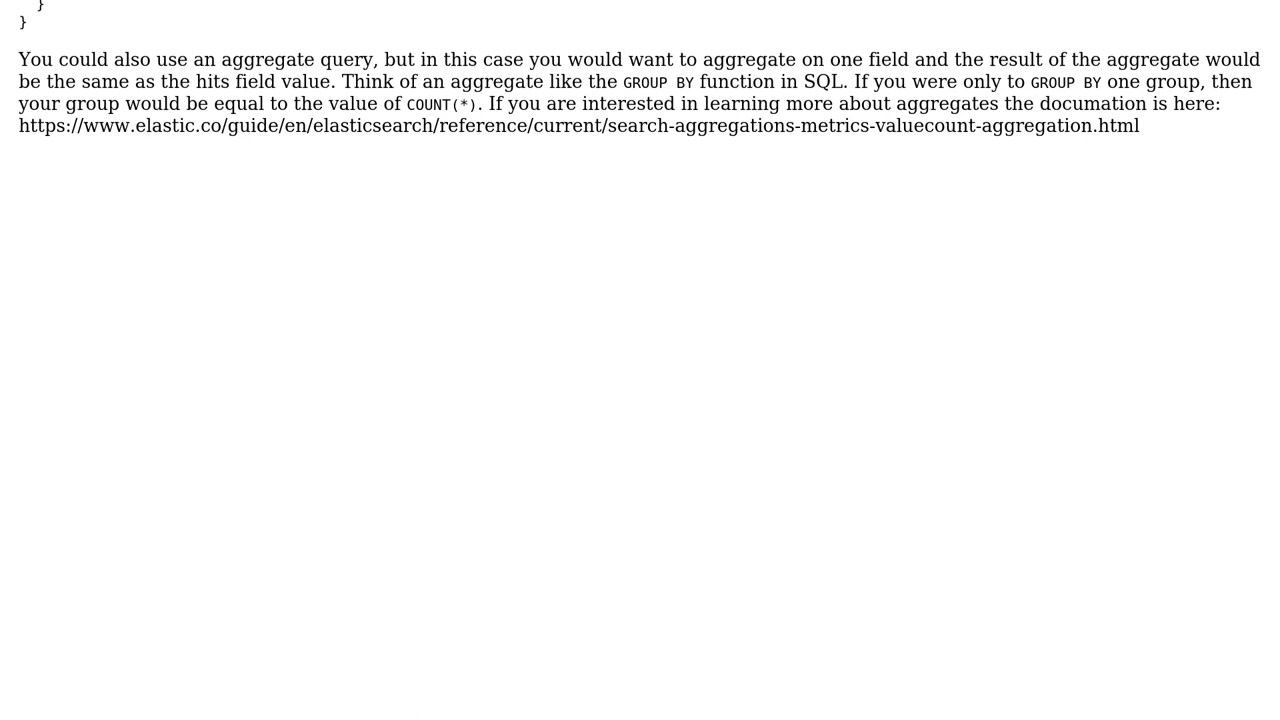 }
}
You could also use an aggregate query, but in this case you would want to aggregate on one field and the result of the aggregate would
be the same as the hits field value. Think of an aggregate like the GROUP BY function in SQL. If you were only to GROUP BY one group, then
your group would be equal to the value of COUNT(*). If you are interested in learning more about aggregates the documation is here:
https://www.elastic.co/guide/en/elasticsearch/reference/current/search-aggregations-metrics-valuecount-aggregation.html